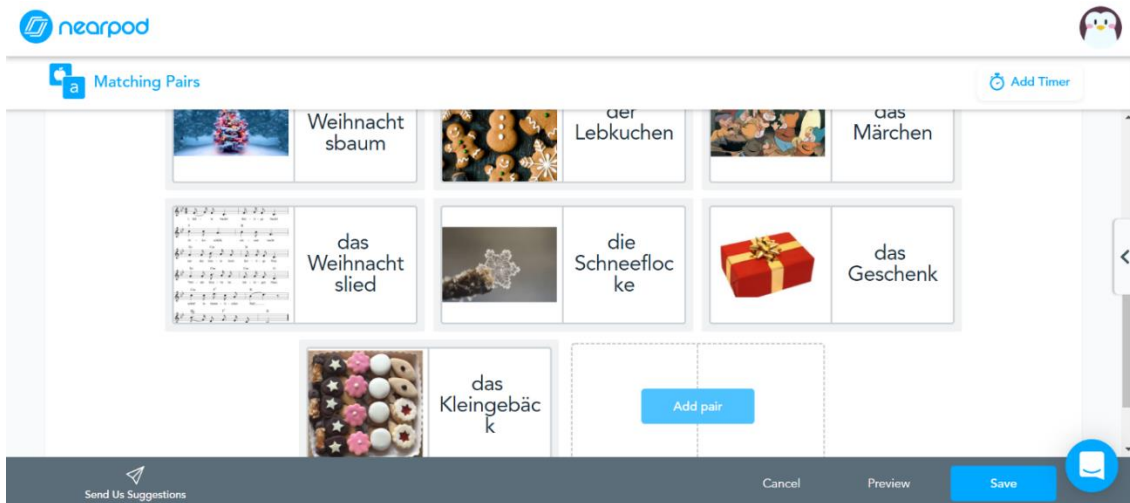 nearpod
Matching Pairs
Add Timer
Weihnacht
sbaum
der
Lebkuchen
das
Märchen
das
Weihnacht
slied
die
Schneefloc
ke
das
Geschenk
das
Kleingebäc
k
Add pair
Send Us Suggestions
Cancel
Preview
Save